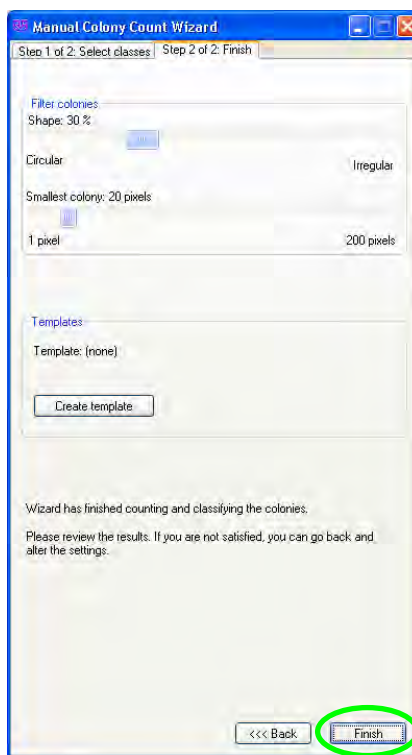 Manual Colony Count Wizard
Step 1 of 2: Select classes
Step 2 of 2: Finish
Filter colonies
Shape: 30 %
Circular
Irregular
Smallest colony: 20 pixels
1 pixel
200 pixels
Templates
Template: (none)
Create template
Wizard has finished counting and classifying the colonies.
Please review the results. If you are not satisfied, you can go back and
alter the settings.
<<< Back
Finish